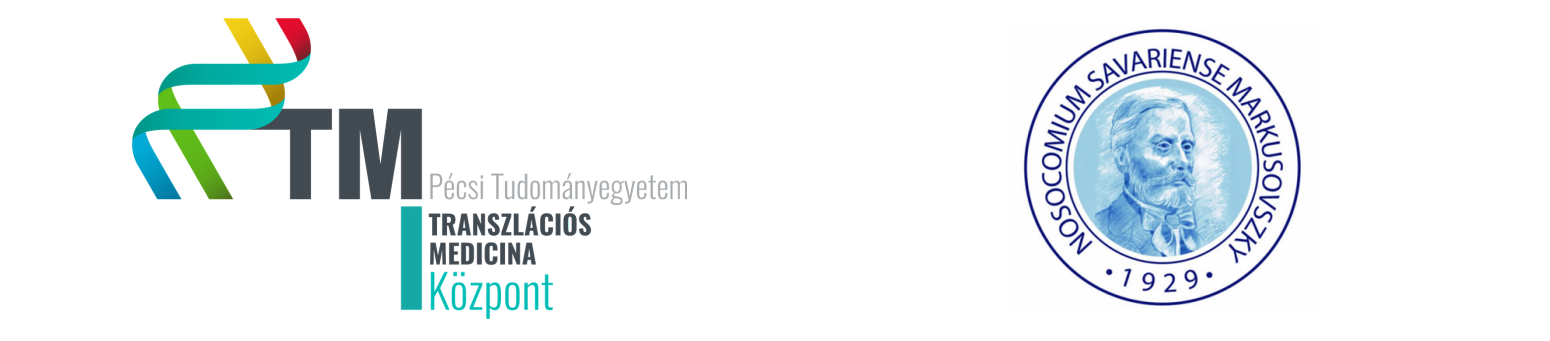 TM
Pécsi Tudományegyetem
TRANSZLÁCIÓS
MEDICINA
Központ
NOSOCOMIUM SAVARIENSE MARKUSOVSZKY
• 1929 •